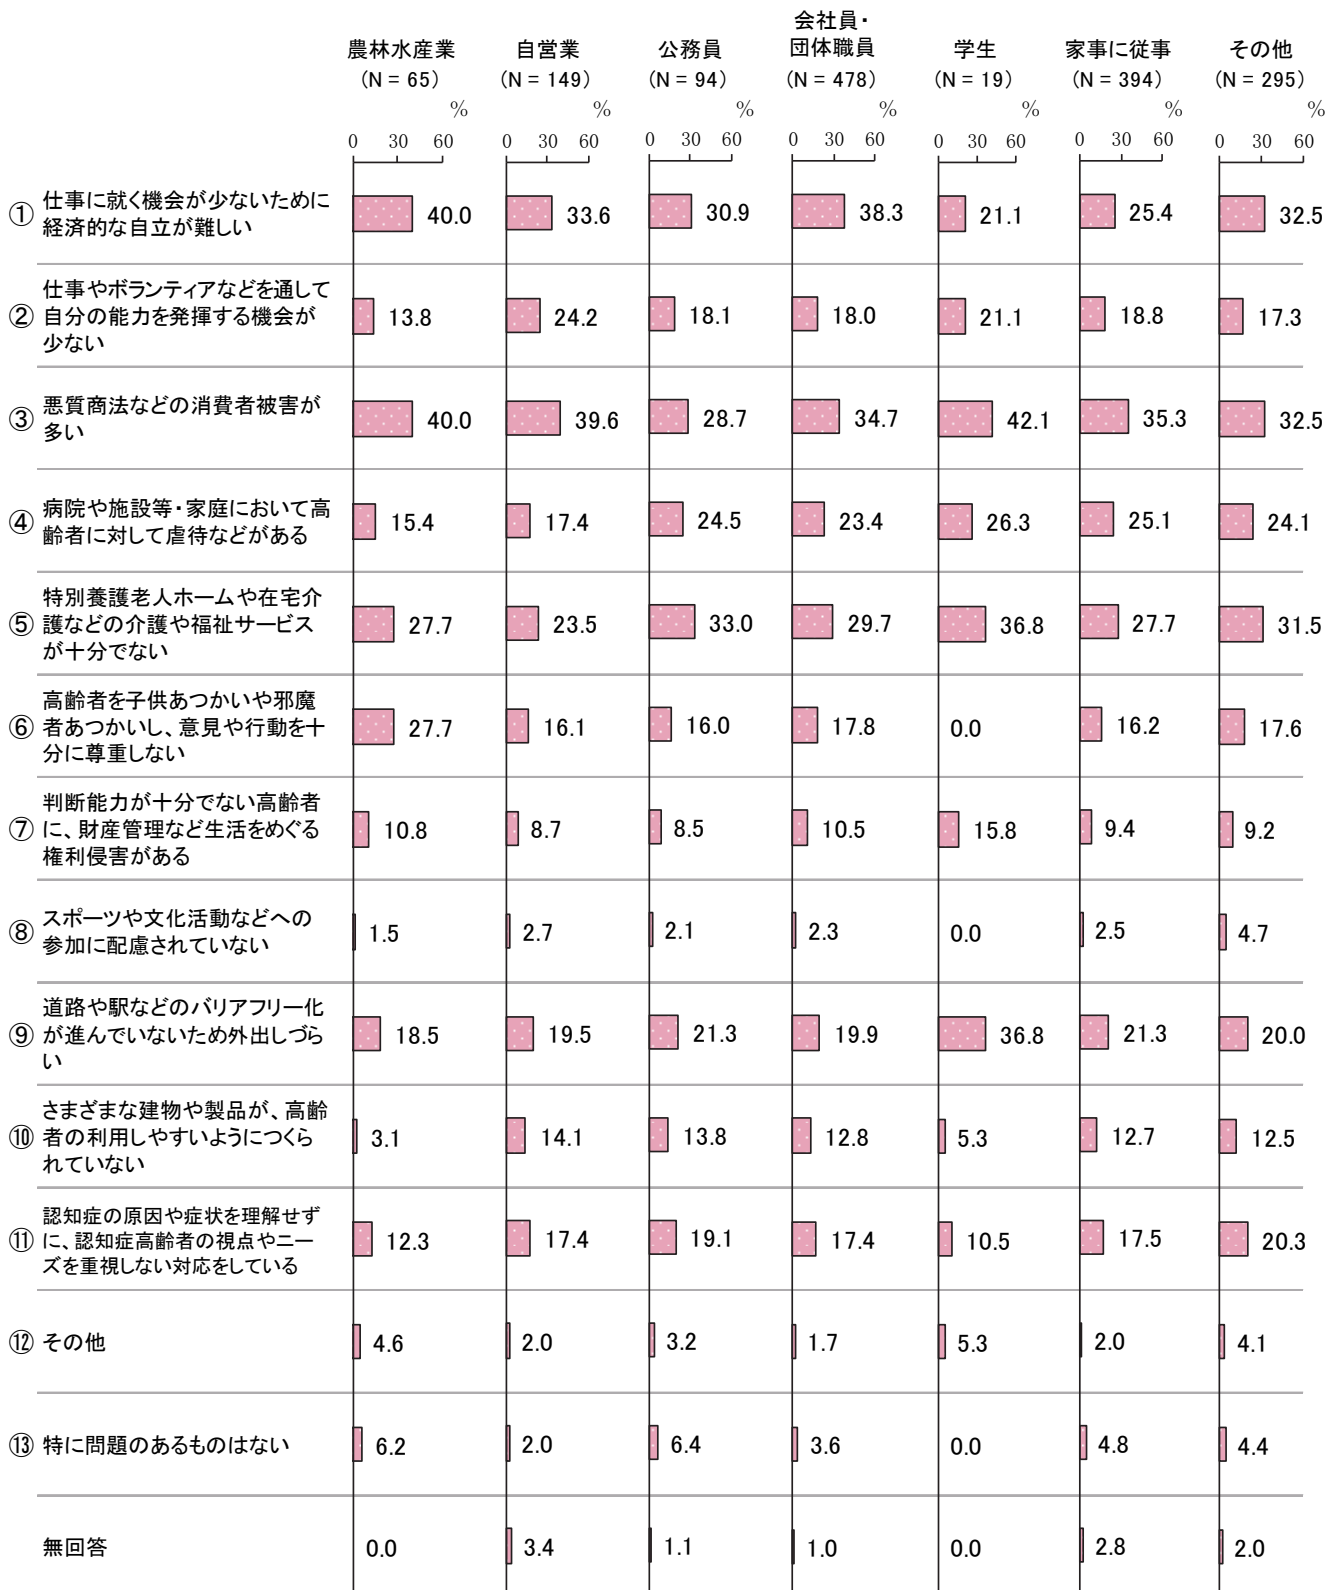 会社員・
農林水産業 自営業 公務員 団体職員 学生 家事に従事 その他
(N = 65) (N = 149) (N = 94) (N = 478) (N = 19) (N = 394) (N = 295)
% % % % % % %
0 30 60 0 30 60 0 30 60 0 30 60 0 30 60 0 30 60 0 30 60
① 仕事に就く機会が少ないために
経済的な自立が難しい
40.0 33.6 30.9 38.3 21.1 25.4 32.5
② 仕事やボランティアなどを通して
自分の能力を発揮する機会が
少ない
13.8 24.2 18.1 18.0 21.1 18.8 17.3
③ 悪質商法などの消費者被害が
多い
40.0 39.6 28.7 34.7 42.1 35.3 32.5
④ 病院や施設等・家庭において高
齢者に対して虐待などがある
15.4 17.4 24.5 23.4 26.3 25.1 24.1
⑤ 特別養護老人ホームや在宅介
護などの介護や福祉サービス
が十分でない
27.7 23.5 33.0 29.7 36.8 27.7 31.5
⑥ 高齢者を子供あつかいや邪魔
者あつかいし、意見や行動を十
分に尊重しない
27.7 16.1 16.0 17.8 0.0 16.2 17.6
⑦ 判断能力が十分でない高齢者
に、財産管理など生活をめぐる
権利侵害がある
10.8 8.7 8.5 10.5 15.8 9.4 9.2
⑧ スポーツや文化活動などへの
参加に配慮されていない
1.5 2.7 2.1 2.3 0.0 2.5 4.7
⑨ 道路や駅などのバリアフリー化
が進んでいないため外出しづら
い
18.5 19.5 21.3 19.9 36.8 21.3 20.0
⑩ さまざまな建物や製品が、高齢
者の利用しやすいようにつくら
れていない
3.1 14.1 13.8 12.8 5.3 12.7 12.5
⑪ 認知症の原因や症状を理解せず
に、認知症高齢者の視点やニー
ズを重視しない対応をしている
12.3 17.4 19.1 17.4 10.5 17.5 20.3
⑫ その他
4.6 2.0 3.2 1.7 5.3 2.0 4.1
⑬ 特に問題のあるものはない
6.2 2.0 6.4 3.6 0.0 4.8 4.4
無回答
0.0 3.4 1.1 1.0 0.0 2.8 2.0